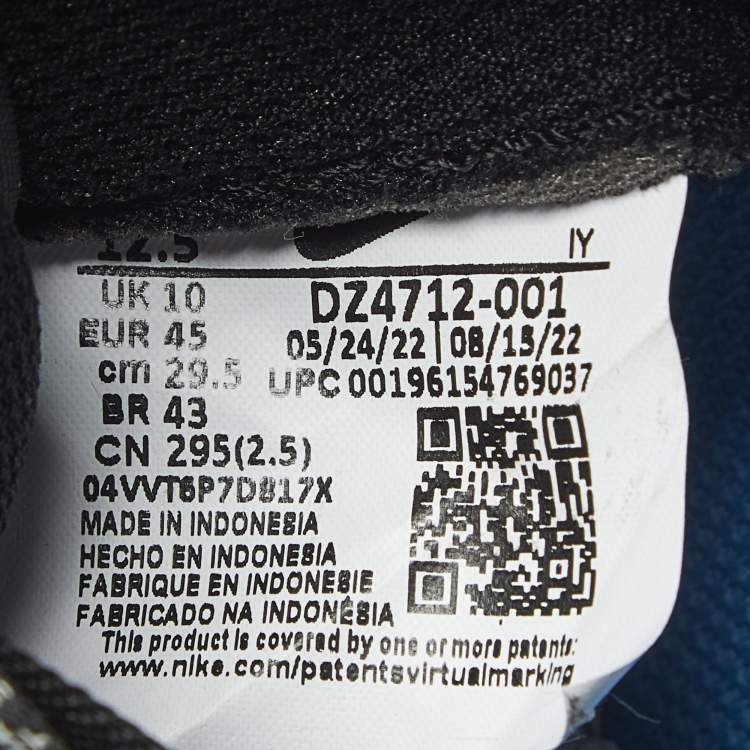 12.5 IY
UK 10 DZ4712-001
EUR 45 05/24/22 | 08/15/22
cm 29.5 UPC 00196154769037
BR 43
CN 295(2.5)
04VVT6P7D817X
MADE IN INDONESIA
HECHO EN INDONESIA
FABRIQUE EN INDONESIE
FABRICADO NA INDONÉSIA
This product is covered by one or more patents:
www.nike.com/patentsvirtualmarking